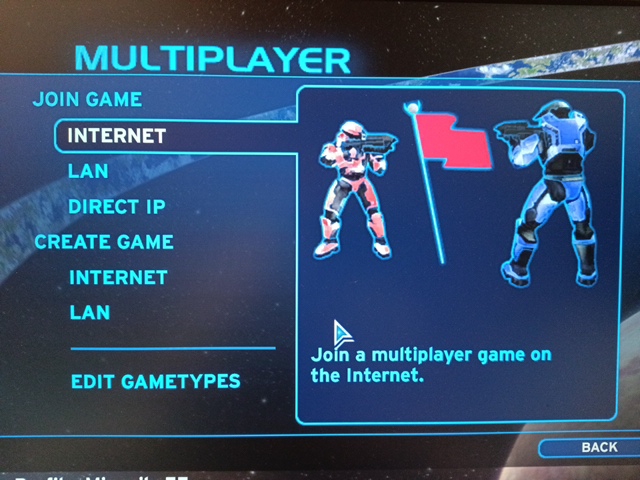 MULTIPLAYER
JOIN GAME
INTERNET
LAN
DIRECT IP
CREATE GAME
INTERNET
LAN
EDIT GAMETYPES
Join a multiplayer game on
the Internet.
BACK